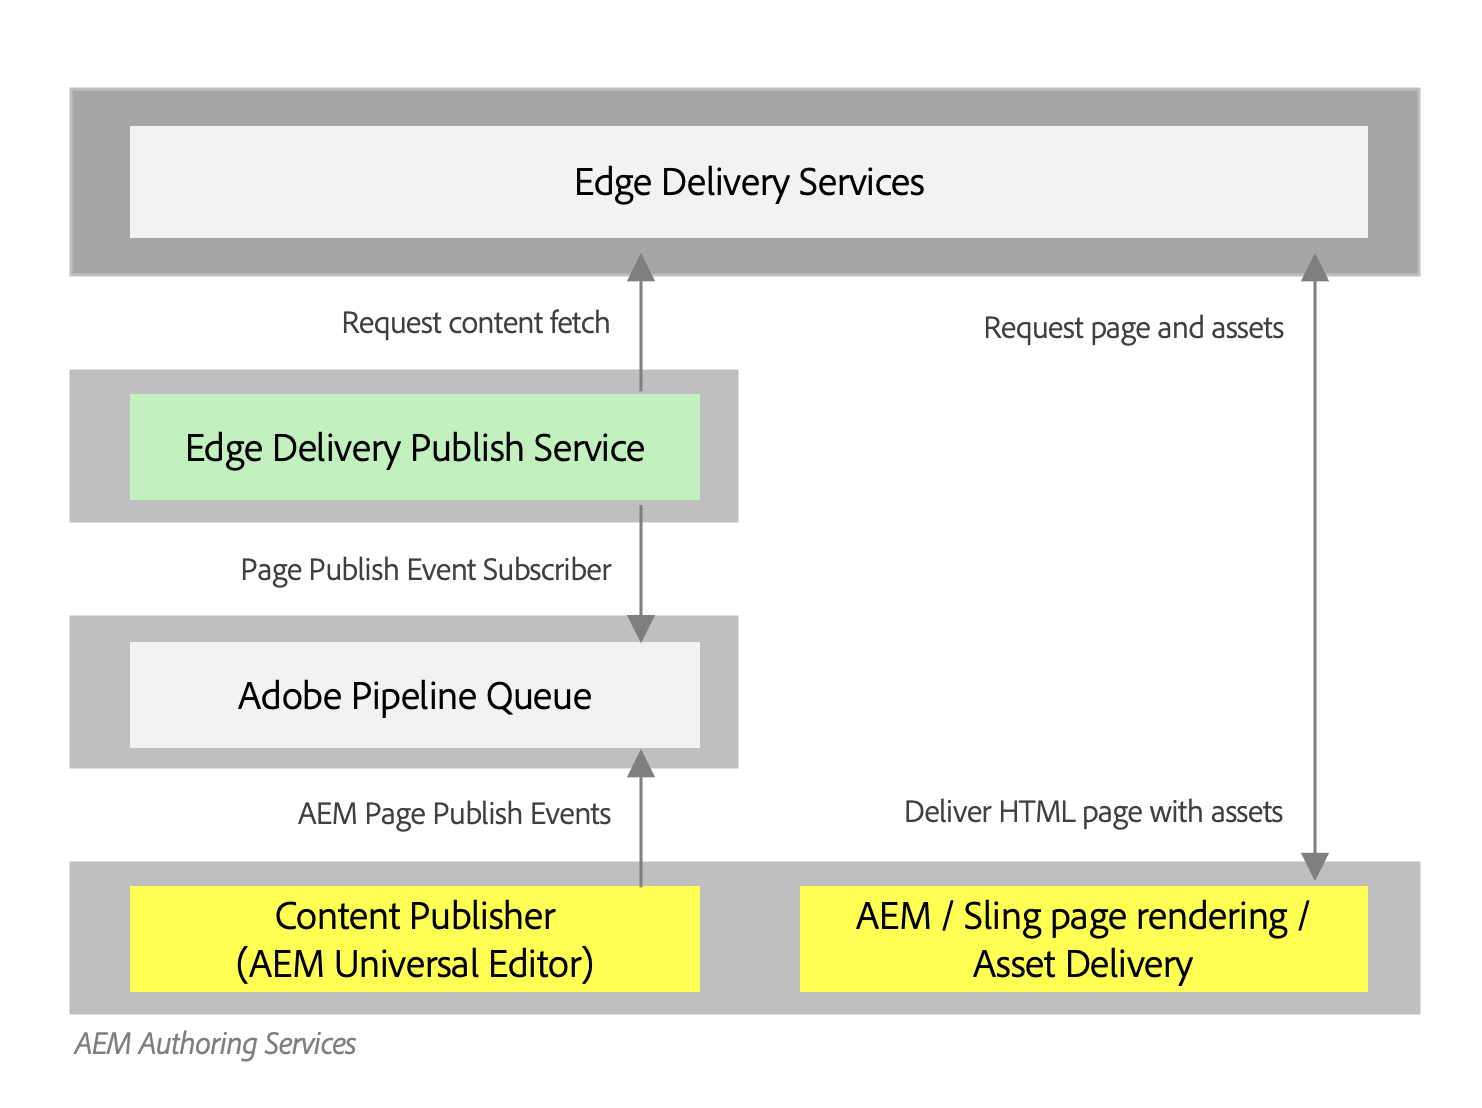 Edge Delivery Services
Request content fetch
Request page and assets
Edge Delivery Publish Service
Page Publish Event Subscriber
Adobe Pipeline Queue
AEM Page Publish Events
Deliver HTML page with assets
Content Publisher
(AEM Universal Editor)
AEM / Sling page rendering /
Asset Delivery
AEM Authoring Services